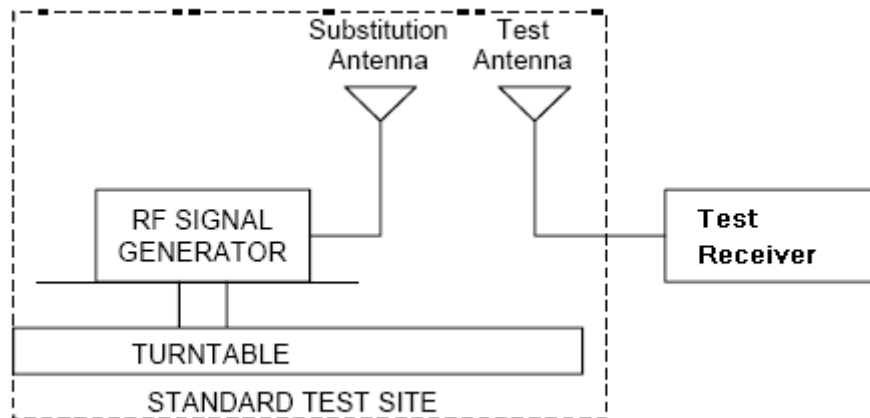 Substitution
Antenna
Test
Antenna
RF SIGNAL
GENERATOR
Test
Receiver
TURNTABLE
STANDARD TEST SITE